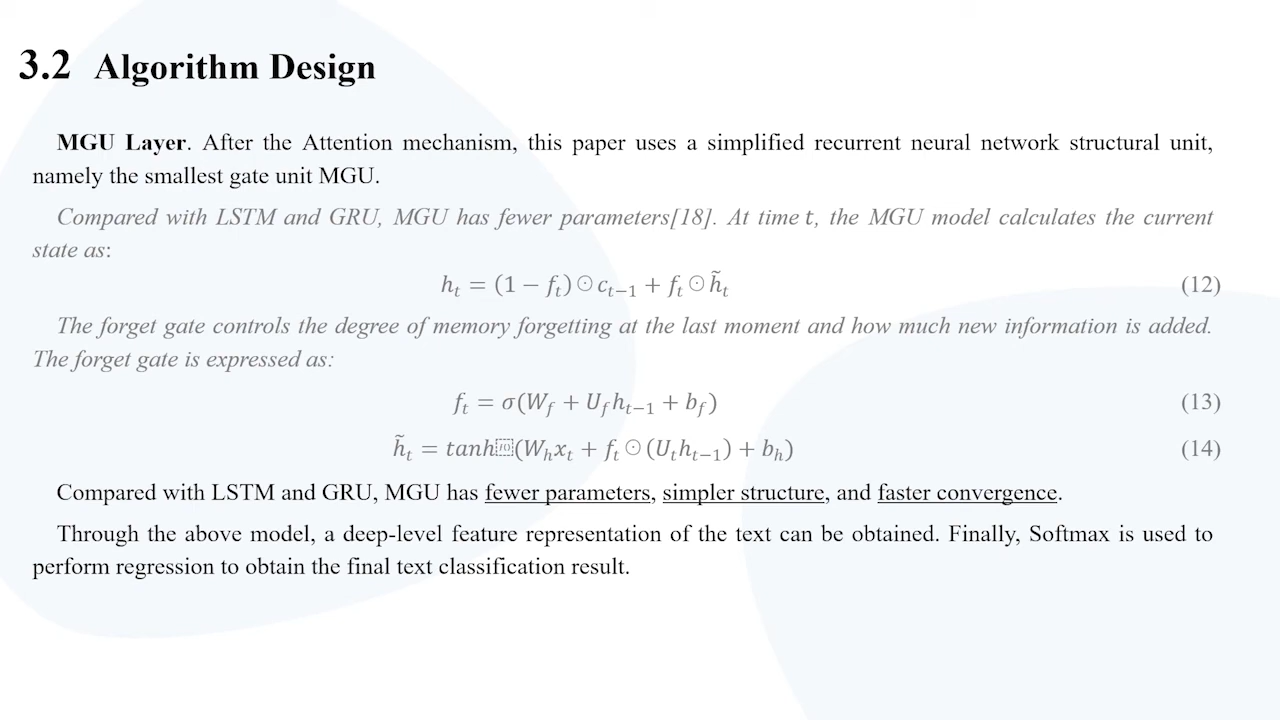 3.2 Algorithm Design
MGU Layer. After the Attention mechanism, this paper uses a simplified recurrent neural network structural unit,
namely the smallest gate unit MGU.
Compared with LSTM and GRU, MGU has fewer parameters[18]. At time t, the MGU model calculates the current
state as:
h_t = (1 − f_t)⊙c_{t−1} + f_t⊙h̃_t (12)
The forget gate controls the degree of memory forgetting at the last moment and how much new information is added.
The forget gate is expressed as:
f_t = σ(W_f + U_f h_{t−1} + b_f) (13)
h̃_t = tanh(W_h x_t + f_t⊙(U_t h_{t−1}) + b_h) (14)
Compared with LSTM and GRU, MGU has fewer parameters, simpler structure, and faster convergence.
Through the above model, a deep-level feature representation of the text can be obtained. Finally, Softmax is used to
perform regression to obtain the final text classification result.